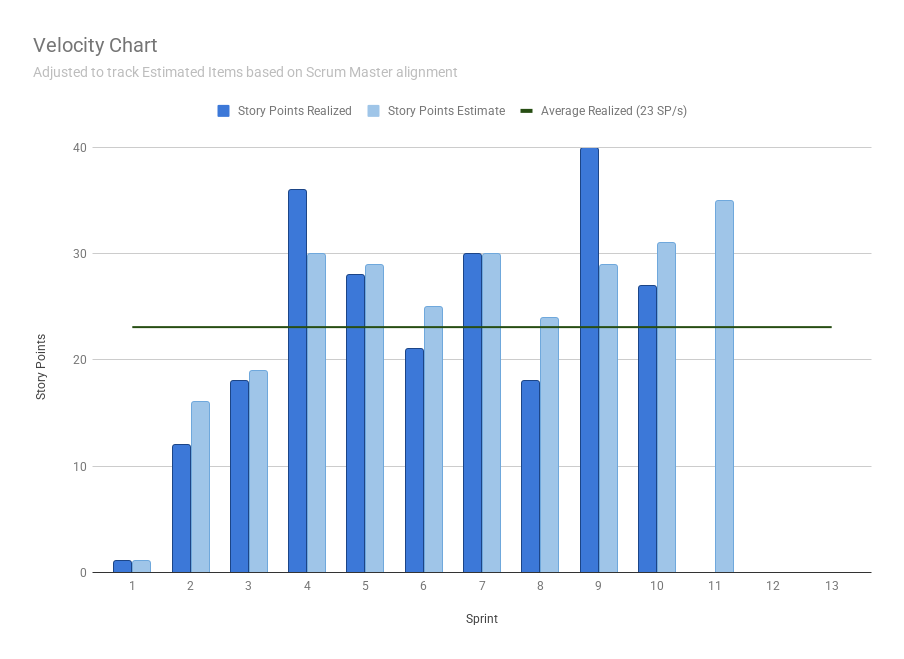 Velocity Chart
Adjusted to track Estimated Items based on Scrum Master alignment
Story Points Realized Story Points Estimate Average Realized (23 SP/s)
40
30
20
10
0
Story Points
1 2 3 4 5 6 7 8 9 10 11 12 13
Sprint